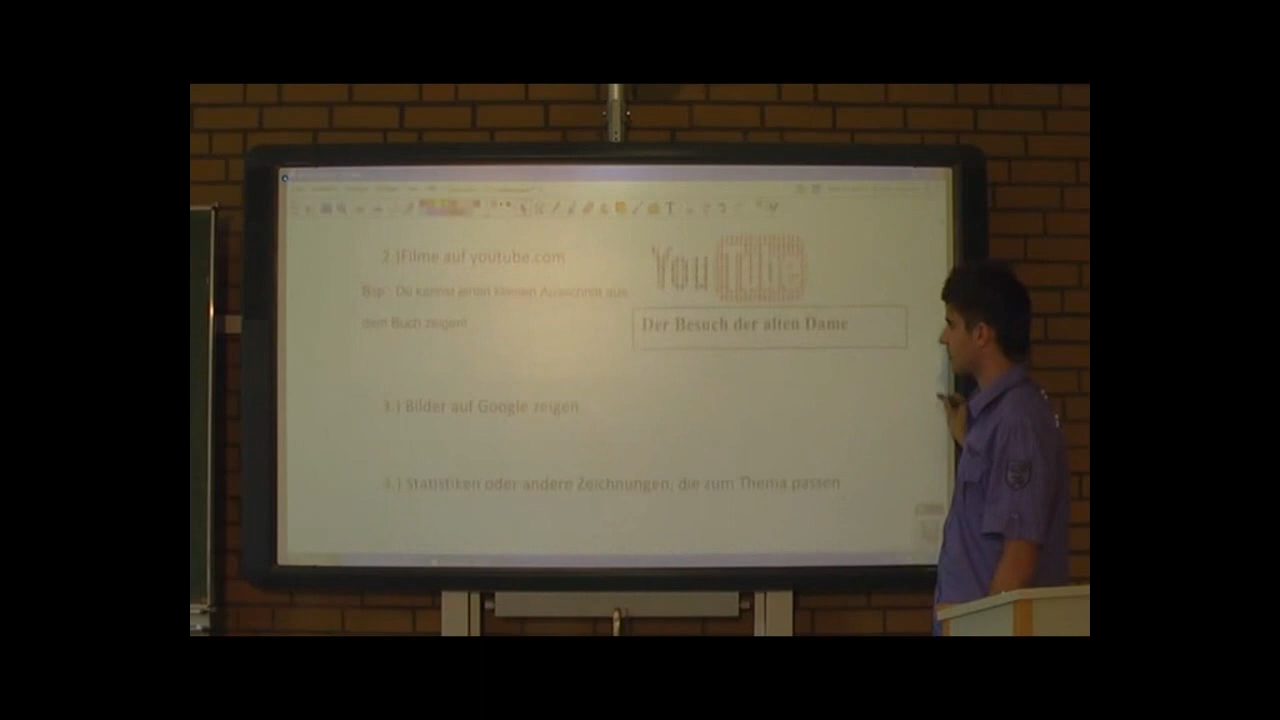 2.)Filme auf youtube.com
YouTube
Bsp.: Du kannst einen kleinen Ausschnitt aus
dem Buch zeigen!
Der Besuch der alten Dame
3.) Bilder auf Google zeigen
4.) Statistiken oder andere Zeichnungen, die zum Thema passen